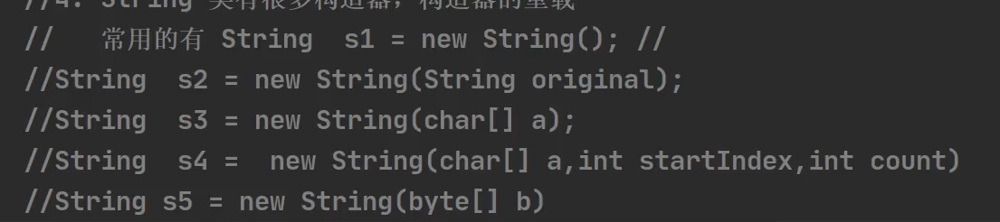 //4. String 类有很多构造器，构造器的重载
//   常用的有 String  s1 = new String(); //
//String  s2 = new String(String original);
//String  s3 = new String(char[] a);
//String  s4 =  new String(char[] a,int startIndex,int count)
//String s5 = new String(byte[] b)